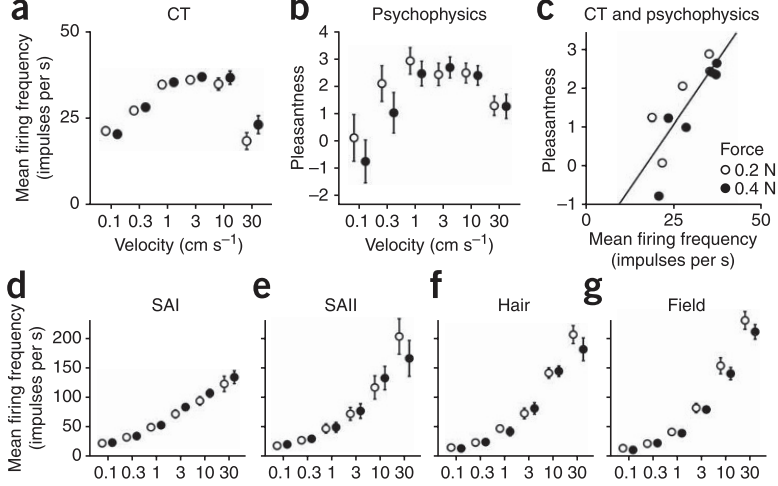 a
CT
Mean firing frequency
(impulses per s)
50
25
0
0.1 0.3 1 3 10 30
Velocity (cm s⁻¹)
b
Psychophysics
Pleasantness
4
3
2
1
0
−1
−2
0.1 0.3 1 3 10 30
Velocity (cm s⁻¹)
c
CT and psychophysics
Pleasantness
3
2
1
0
−1
0 25 50
Mean firing frequency
(impulses per s)
Force
0.2 N
0.4 N
d
SAI
Mean firing frequency
(impulses per s)
200
150
100
50
0
0.1 0.3 1 3 10 30
e
SAII
0.1 0.3 1 3 10 30
f
Hair
0.1 0.3 1 3 10 30
g
Field
0.1 0.3 1 3 10 30